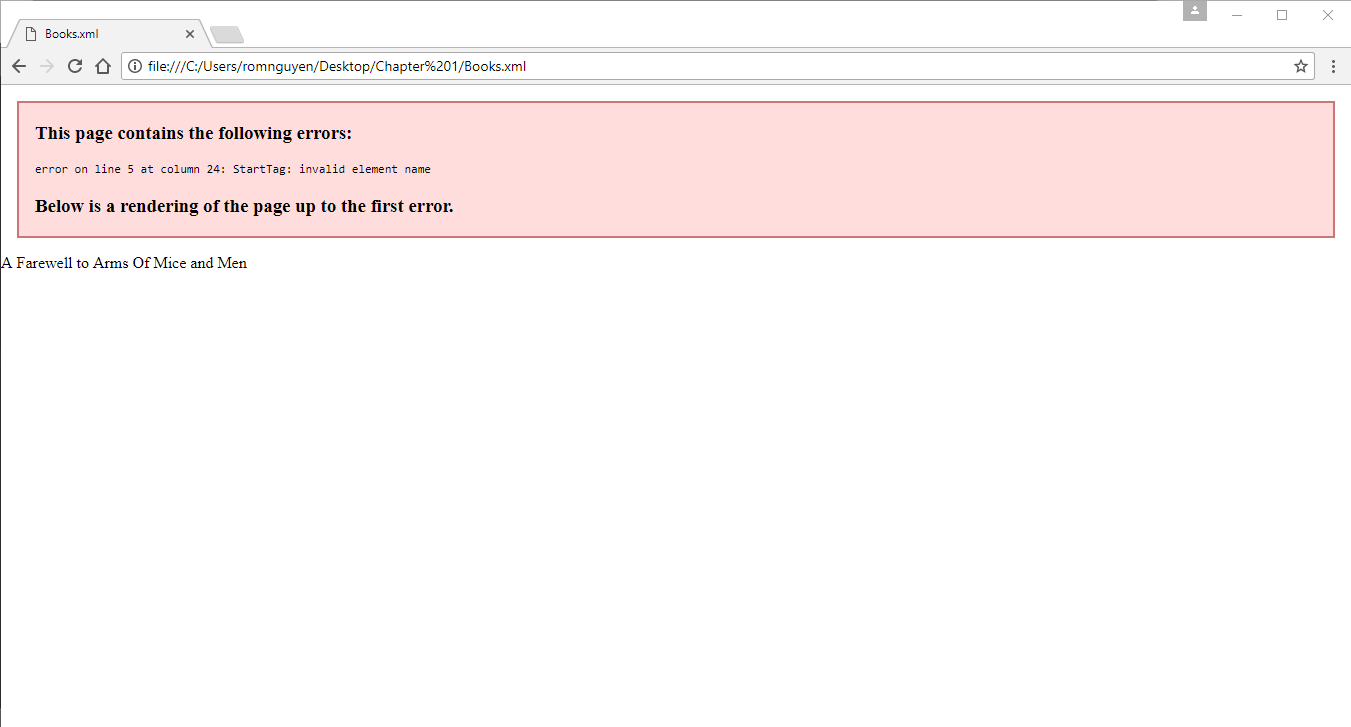 Books.xml
file:///C:/Users/romnguyen/Desktop/Chapter%201/Books.xml
This page contains the following errors:
error on line 5 at column 24: StartTag: invalid element name
Below is a rendering of the page up to the first error.
A Farewell to Arms Of Mice and Men